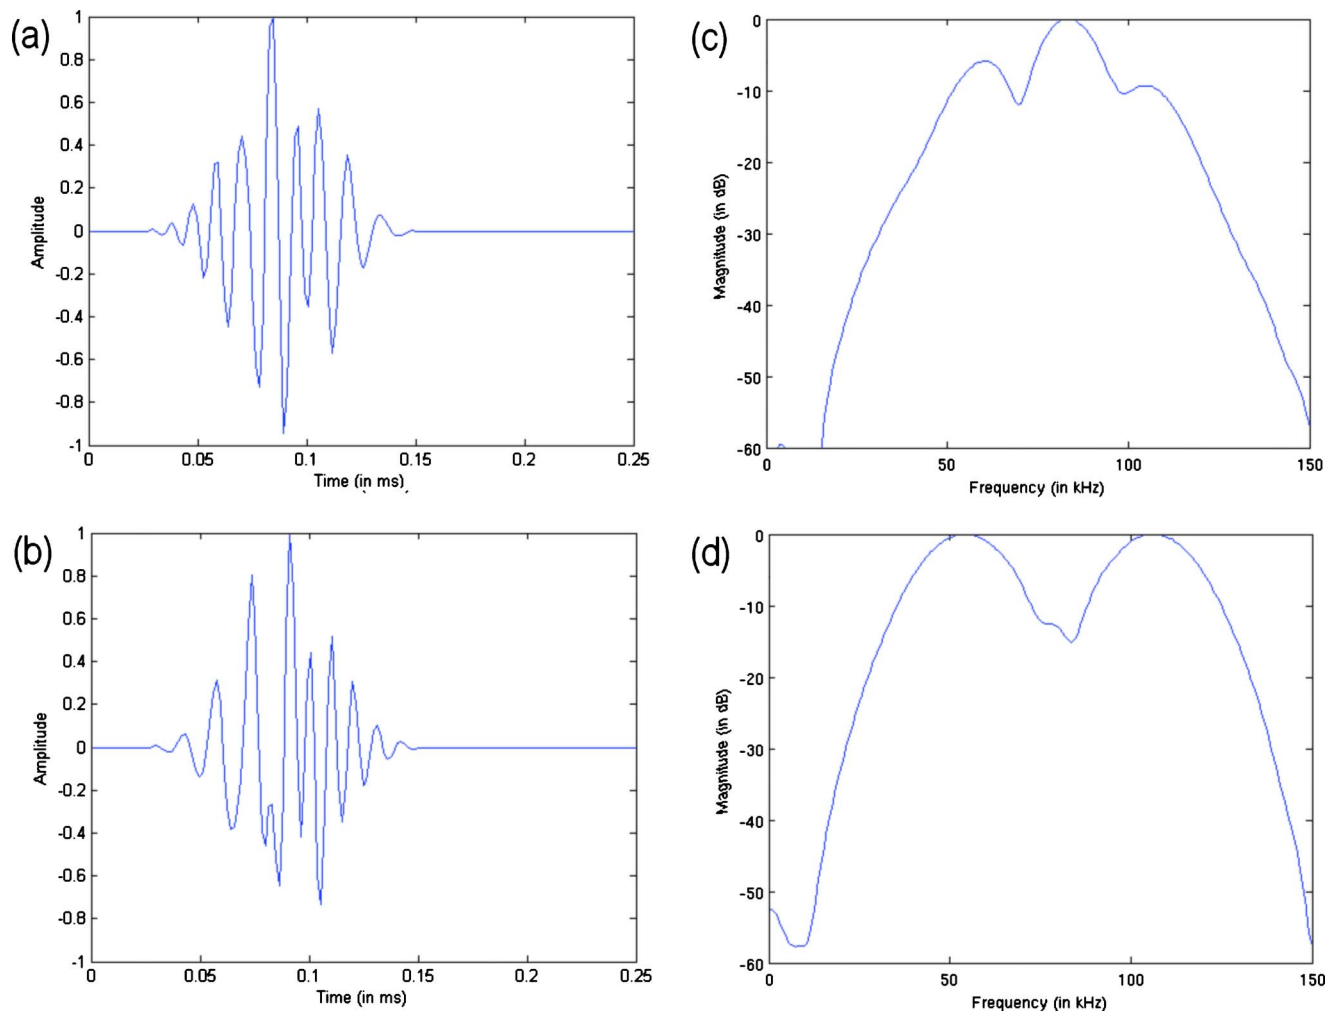 (a)
1
0.8
0.6
0.4
0.2
0
-0.2
-0.4
-0.6
-0.8
-1
Amplitude
0 0.05 0.1 0.15 0.2 0.25
Time (in ms)
(c)
0
-10
-20
-30
-40
-50
-60
Magnitude (in dB)
0 50 100 150
Frequency (in kHz)
(b)
1
0.8
0.6
0.4
0.2
0
-0.2
-0.4
-0.6
-0.8
-1
Amplitude
0 0.05 0.1 0.15 0.2 0.25
Time (in ms)
(d)
0
-10
-20
-30
-40
-50
-60
Magnitude (in dB)
0 50 100 150
Frequency (in kHz)